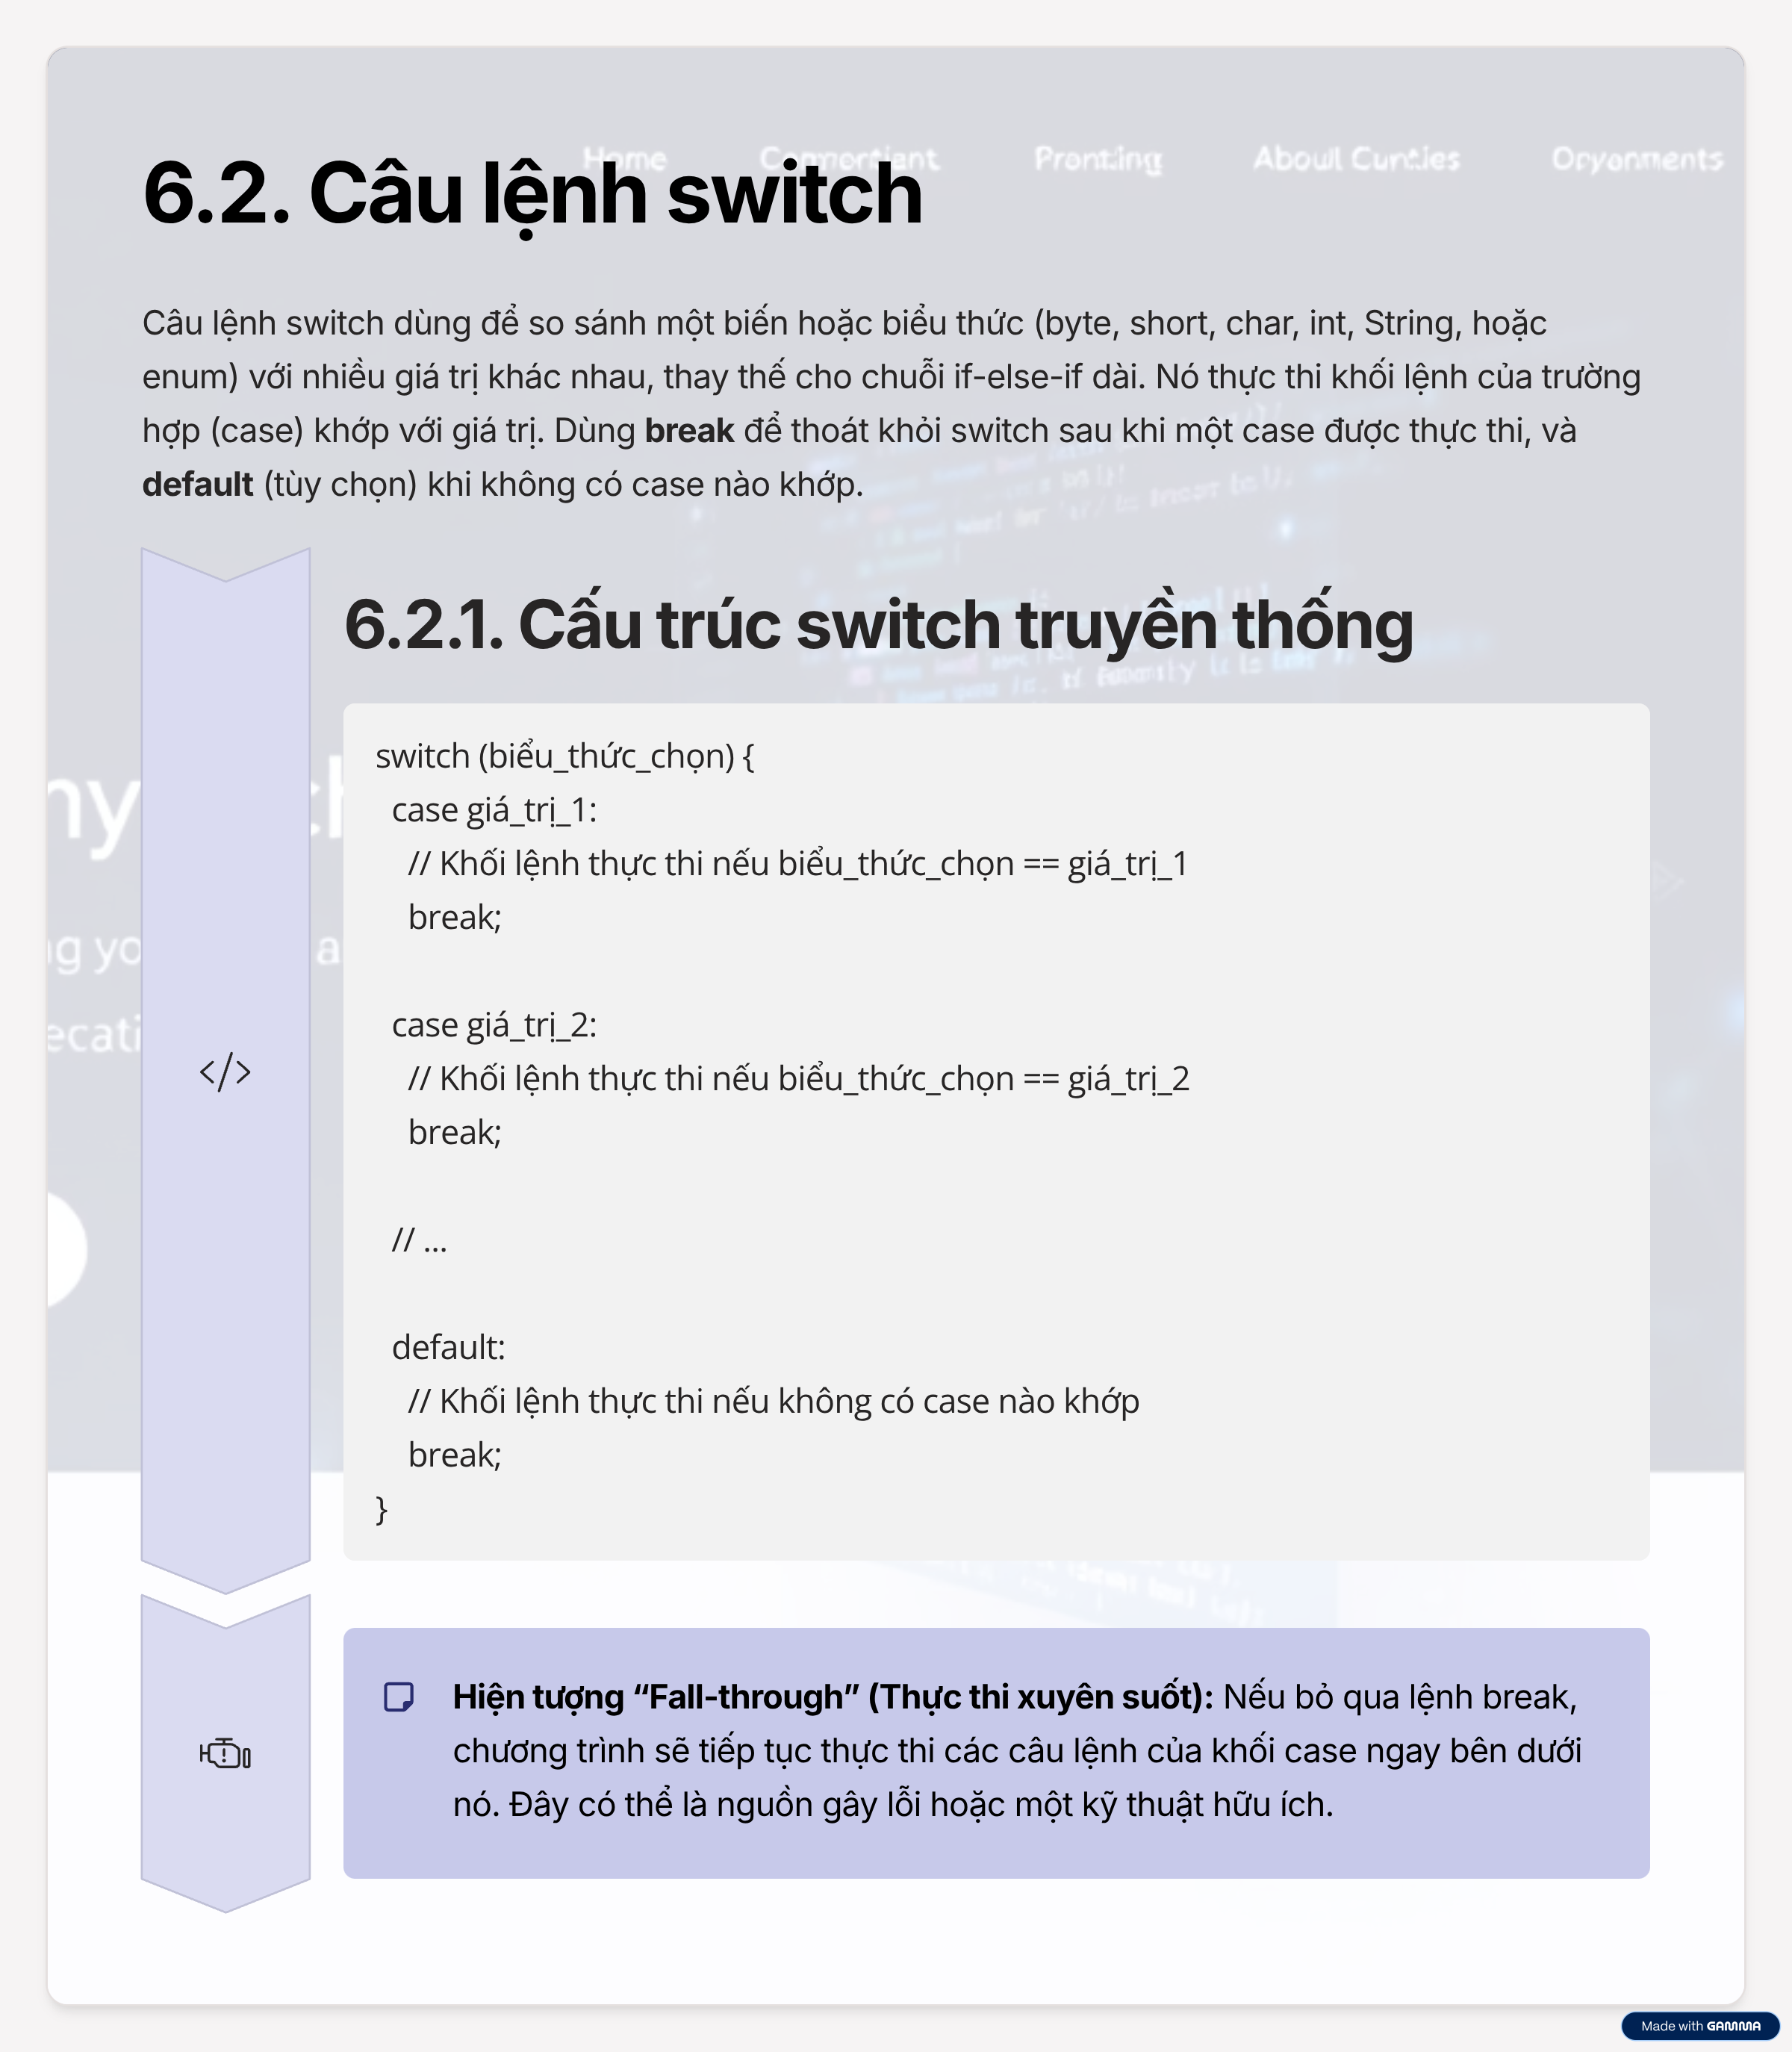 Home
6.2. Câu lệnh switch
Câu lệnh switch dùng để so sánh một biến hoặc biểu thức (byte, short, char, int, String, hoặc
enum) với nhiều giá trị khác nhau, thay thế cho chuỗi if-else-if dài. Nó thực thi khối lệnh của trường
hợp (case) khớp với giá trị. Dùng break để thoát khỏi switch sau khi một case được thực thi, và
default (tùy chọn) khi không có case nào khớp.
6.2.1. Cấu trúc switch truyền thống
switch (biểu_thức_chọn) {
case giá_trị_1:
// Khối lệnh thực thi nếu biểu_thức_chọn == giá_trị_1
break;
case giá_trị_2:
// Khối lệnh thực thi nếu biểu_thức_chọn == giá_trị_2
break;
// ...
default:
// Khối lệnh thực thi nếu không có case nào khớp
break;
}
</>
Hiện tượng “Fall-through” (Thực thi xuyên suốt): Nếu bỏ qua lệnh break,
chương trình sẽ tiếp tục thực thi các câu lệnh của khối case ngay bên dưới
nó. Đây có thể là nguồn gây lỗi hoặc một kỹ thuật hữu ích.
Made with GAMMA